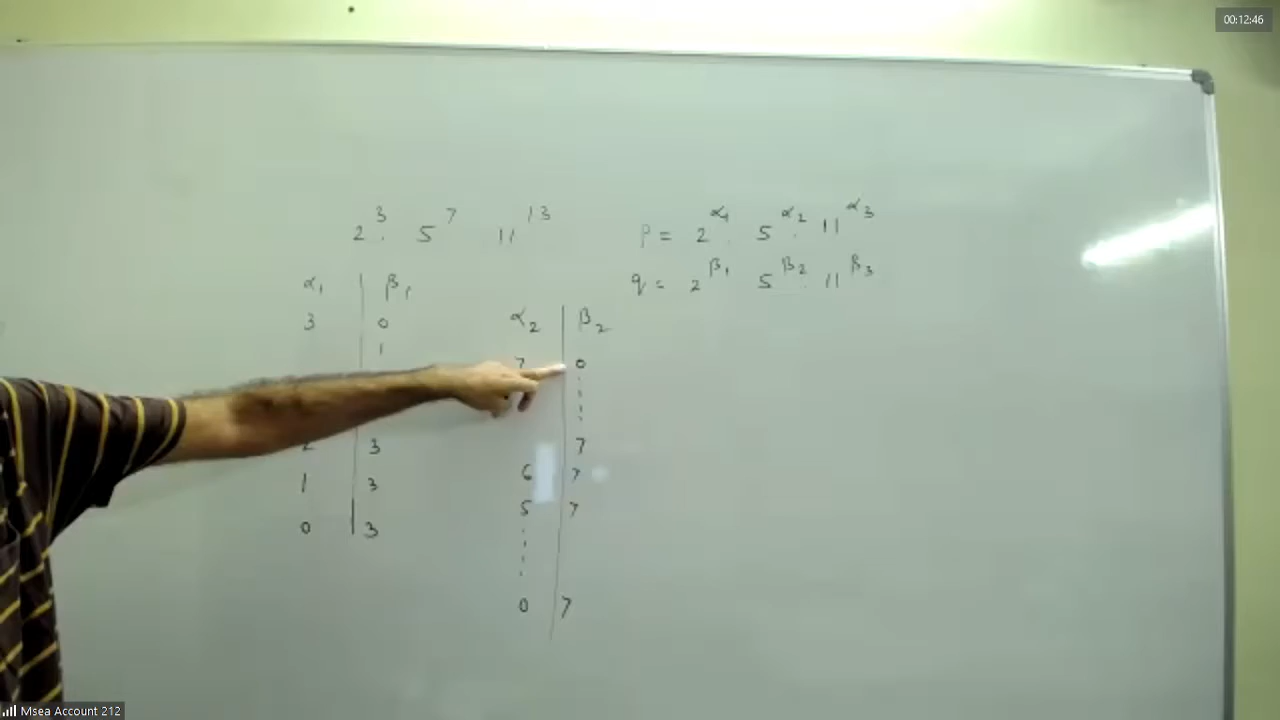 00:12:46
2^3 . 5^7 11^13
p = 2^α1 . 5^α2 . 11^α3
q = 2^β1 5^β2 . 11^β3
α1 | β1
3 | 0
1
2 | 3
1 | 3
0 | 3
α2 | β2
7 | 0
7
6 | 7
5 | 7
0 | 7
Msea Account 212